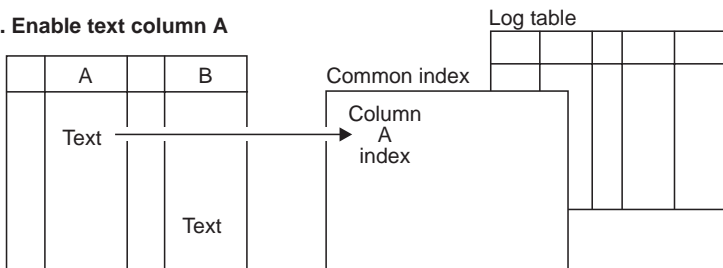 . Enable text column A
Log table
A
B
Common index
Column
A
index
Text
Text